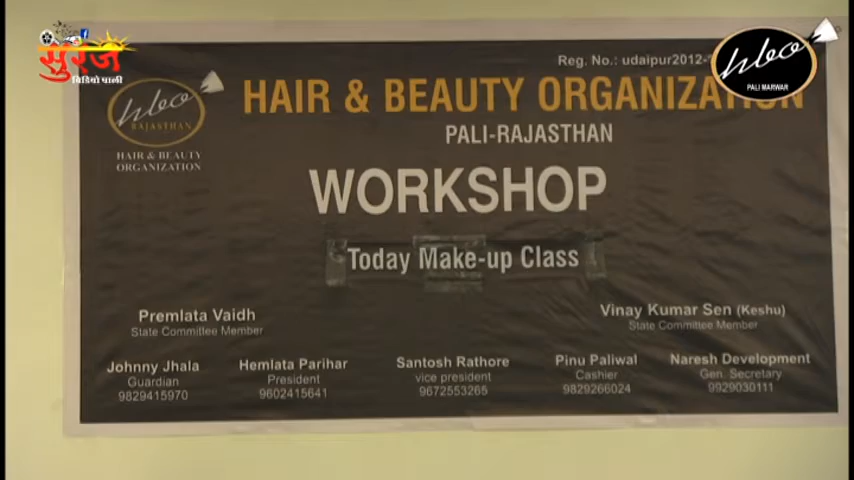 सुरज
विडियो पाली
hbeo
PALI MARWAR
Reg. No.: udaipur2012-
hbeo
RAJASTHAN
HAIR & BEAUTY
ORGANIZATION
HAIR & BEAUTY ORGANIZATION
PALI-RAJASTHAN
WORKSHOP
Today Make-up Class
Premlata Vaidh
State Committee Member
Vinay Kumar Sen (Keshu)
State Committee Member
Johnny Jhala
Guardian
9829415970
Hemlata Parihar
President
9602415641
Santosh Rathore
vice president
9672553265
Pinu Paliwal
Cashier
9829266024
Naresh Development
Gen. Secretary
9929030111